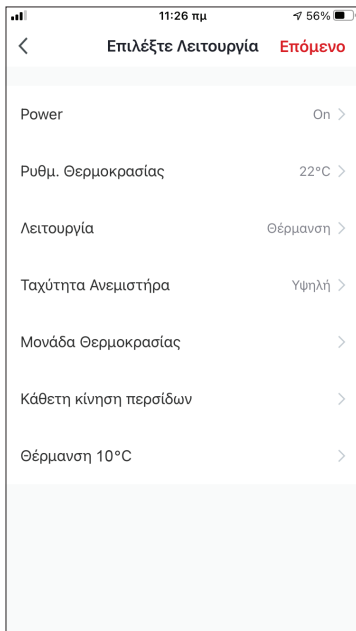 11:26 πμ 56%
Επιλέξτε Λειτουργία Επόμενο
Power On
Ρυθμ. Θερμοκρασίας 22°C
Λειτουργία Θέρμανση
Ταχύτητα Ανεμιστήρα Υψηλή
Μονάδα Θερμοκρασίας
Κάθετη κίνηση περσίδων
Θέρμανση 10°C